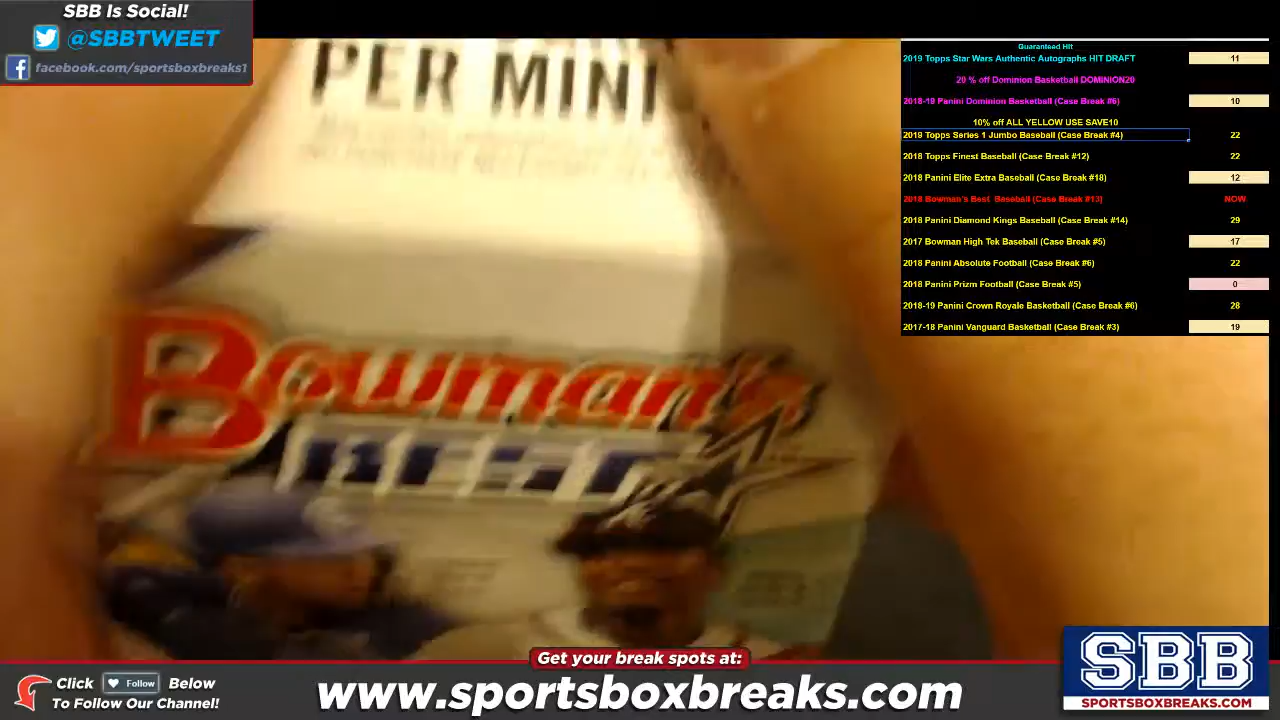 SBB Is Social!
@SBBTWEET
facebook.com/sportsboxbreaks1
PER MINI
Bowman's
BEST
Guaranteed Hit
2019 Topps Star Wars Authentic Autographs HIT DRAFT 11
20 % off Dominion Basketball DOMINION20
2018-19 Panini Dominion Basketball (Case Break #6) 10
10% off ALL YELLOW USE SAVE10
2019 Topps Series 1 Jumbo Baseball (Case Break #4) 22
2018 Topps Finest Baseball (Case Break #12) 22
2018 Panini Elite Extra Baseball (Case Break #18) 12
2018 Bowman's Best Baseball (Case Break #13) NOW
2018 Panini Diamond Kings Baseball (Case Break #14) 29
2017 Bowman High Tek Baseball (Case Break #5) 17
2018 Panini Absolute Football (Case Break #6) 22
2018 Panini Prizm Football (Case Break #5) 0
2018-19 Panini Crown Royale Basketball (Case Break #6) 28
2017-18 Panini Vanguard Basketball (Case Break #3) 19
Get your break spots at:
www.sportsboxbreaks.com
Click Follow Below
To Follow Our Channel!
SBB
SPORTSBOXBREAKS.COM